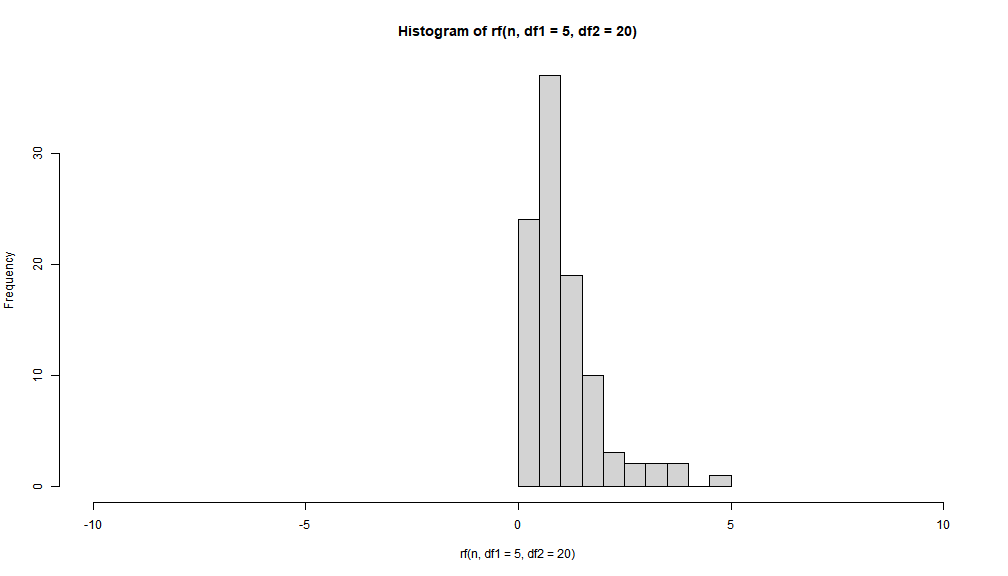 Histogram of rf(n, df1 = 5, df2 = 20)
Frequency
30
20
10
0
-10 -5 0 5 10
rf(n, df1 = 5, df2 = 20)